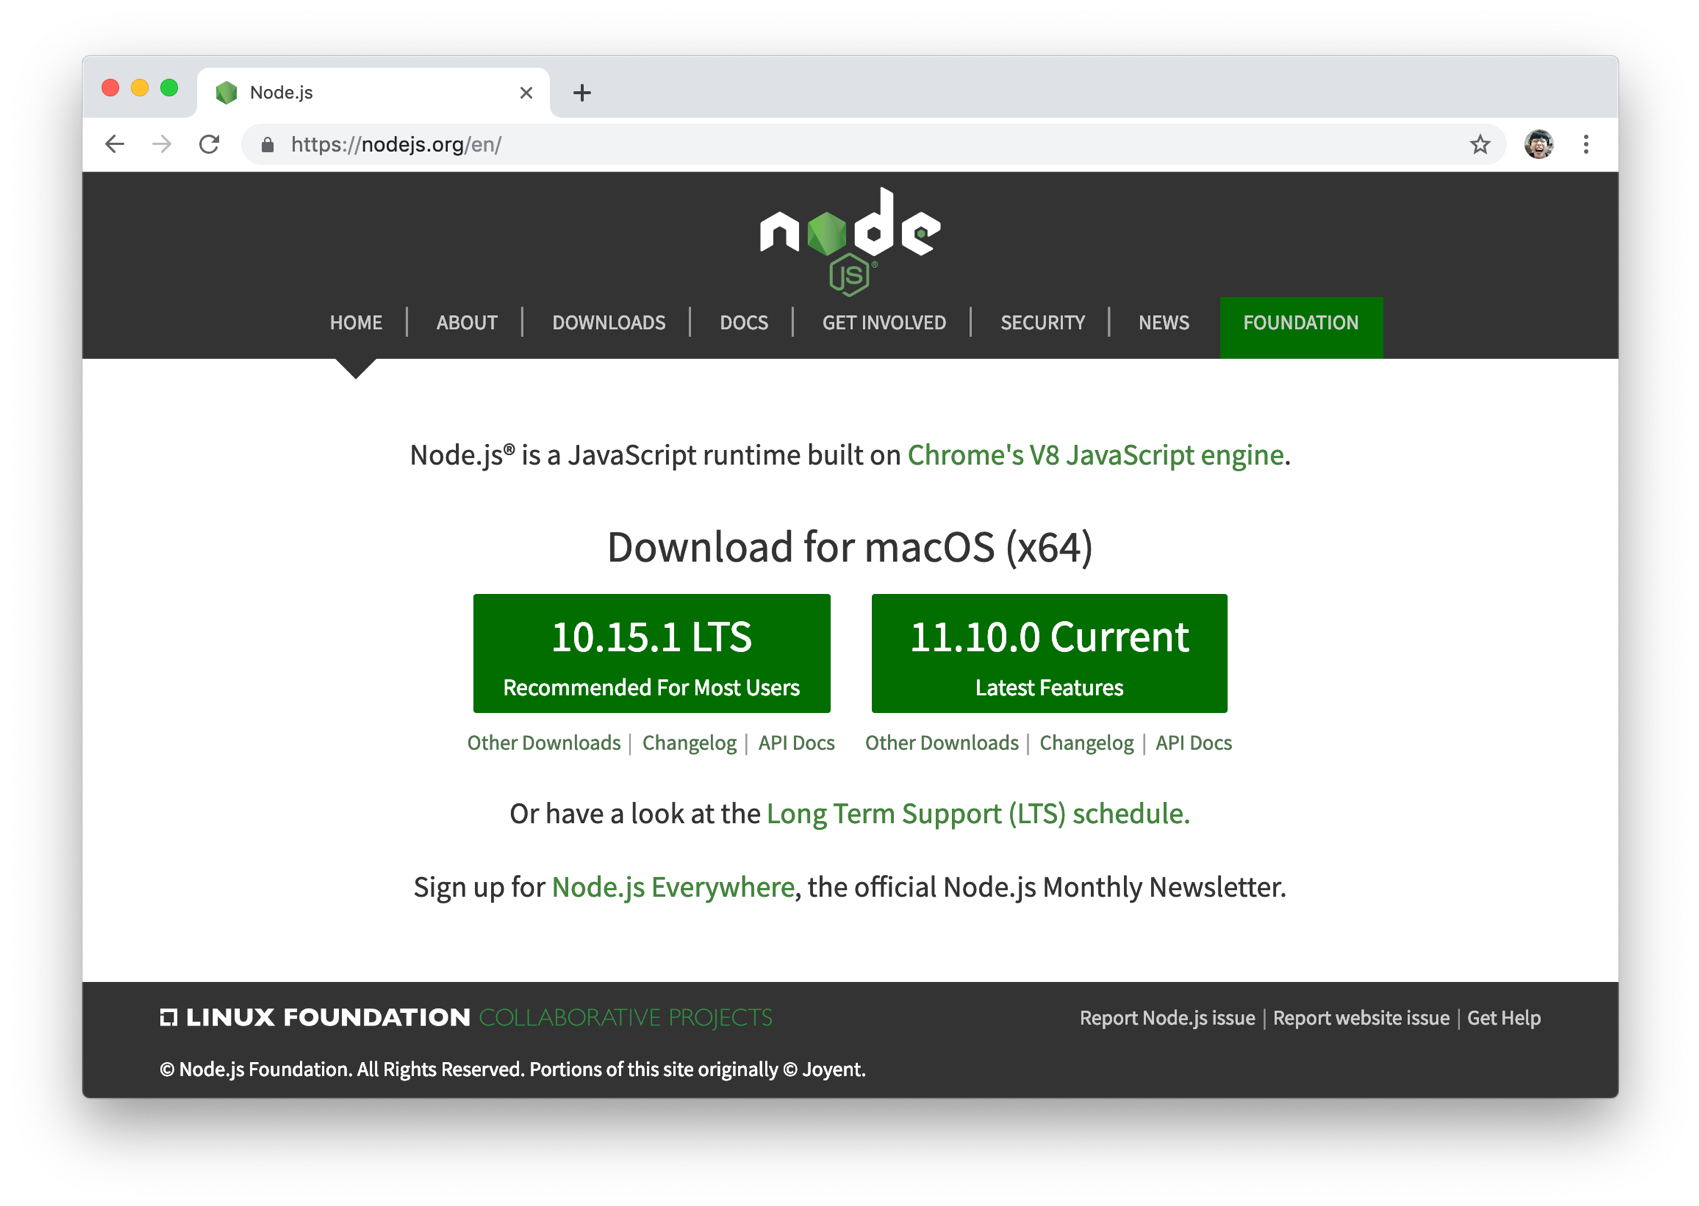 Node.js
https://nodejs.org/en/
node
JS®
HOME | ABOUT | DOWNLOADS | DOCS | GET INVOLVED | SECURITY | NEWS FOUNDATION
Node.js® is a JavaScript runtime built on Chrome's V8 JavaScript engine.
Download for macOS (x64)
10.15.1 LTS
Recommended For Most Users
11.10.0 Current
Latest Features
Other Downloads | Changelog | API Docs
Other Downloads | Changelog | API Docs
Or have a look at the Long Term Support (LTS) schedule.
Sign up for Node.js Everywhere, the official Node.js Monthly Newsletter.
LINUX FOUNDATION COLLABORATIVE PROJECTS
Report Node.js issue | Report website issue | Get Help
© Node.js Foundation. All Rights Reserved. Portions of this site originally © Joyent.